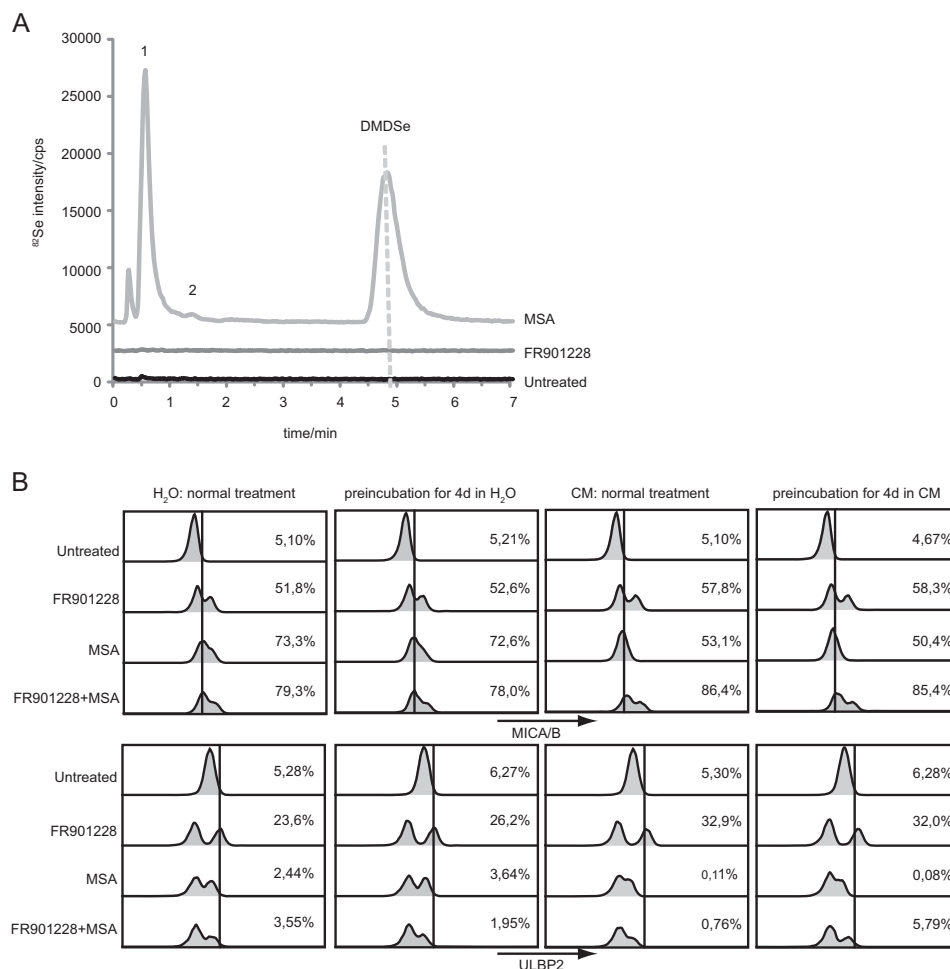 A
30000
25000
20000
15000
10000
5000
0
⁸²Se intensity/cps
1
2
DMDSe
MSA
FR901228
Untreated
0 1 2 3 4 5 6 7
time/min
B
H₂O: normal treatment preincubation for 4d in H₂O CM: normal treatment preincubation for 4d in CM
Untreated 5,10% 5,21% 5,10% 4,67%
FR901228 51,8% 52,6% 57,8% 58,3%
MSA 73,3% 72,6% 53,1% 50,4%
FR901228+MSA 79,3% 78,0% 86,4% 85,4%
MICA/B
Untreated 5,28% 6,27% 5,30% 6,28%
FR901228 23,6% 26,2% 32,9% 32,0%
MSA 2,44% 3,64% 0,11% 0,08%
FR901228+MSA 3,55% 1,95% 0,76% 5,79%
ULBP2